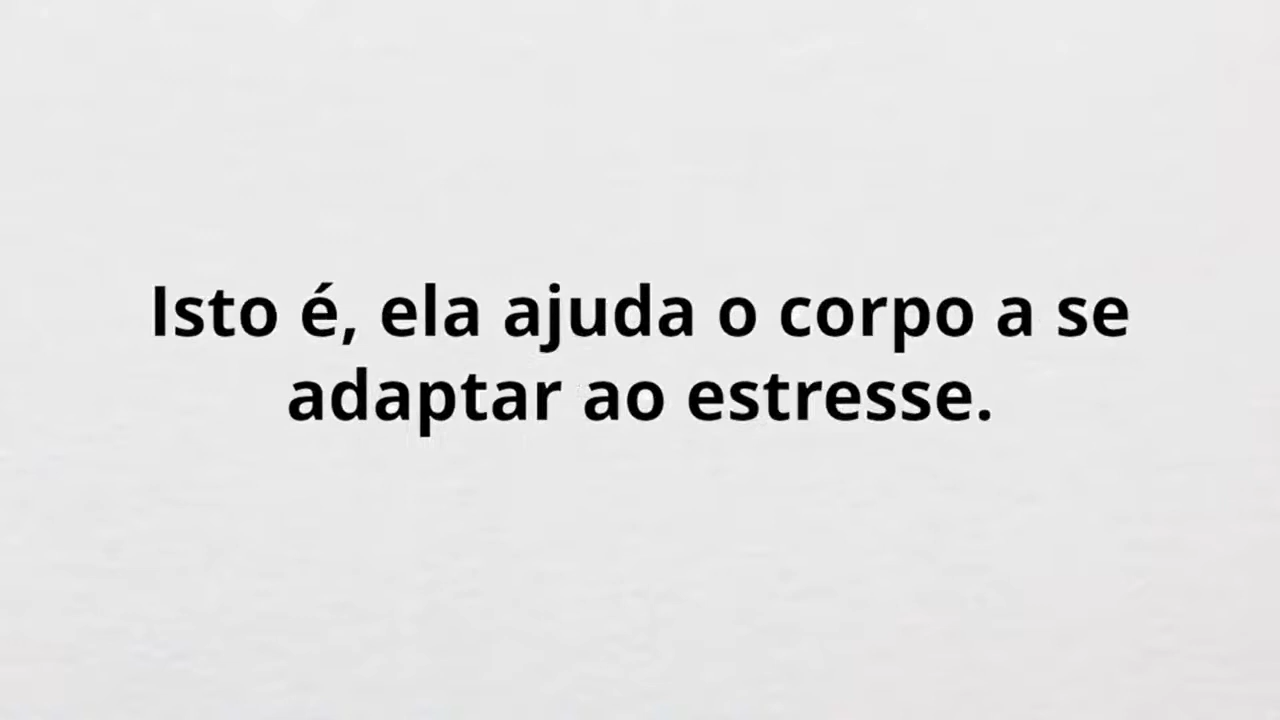 Isto é, ela ajuda o corpo a se
adaptar ao estresse.